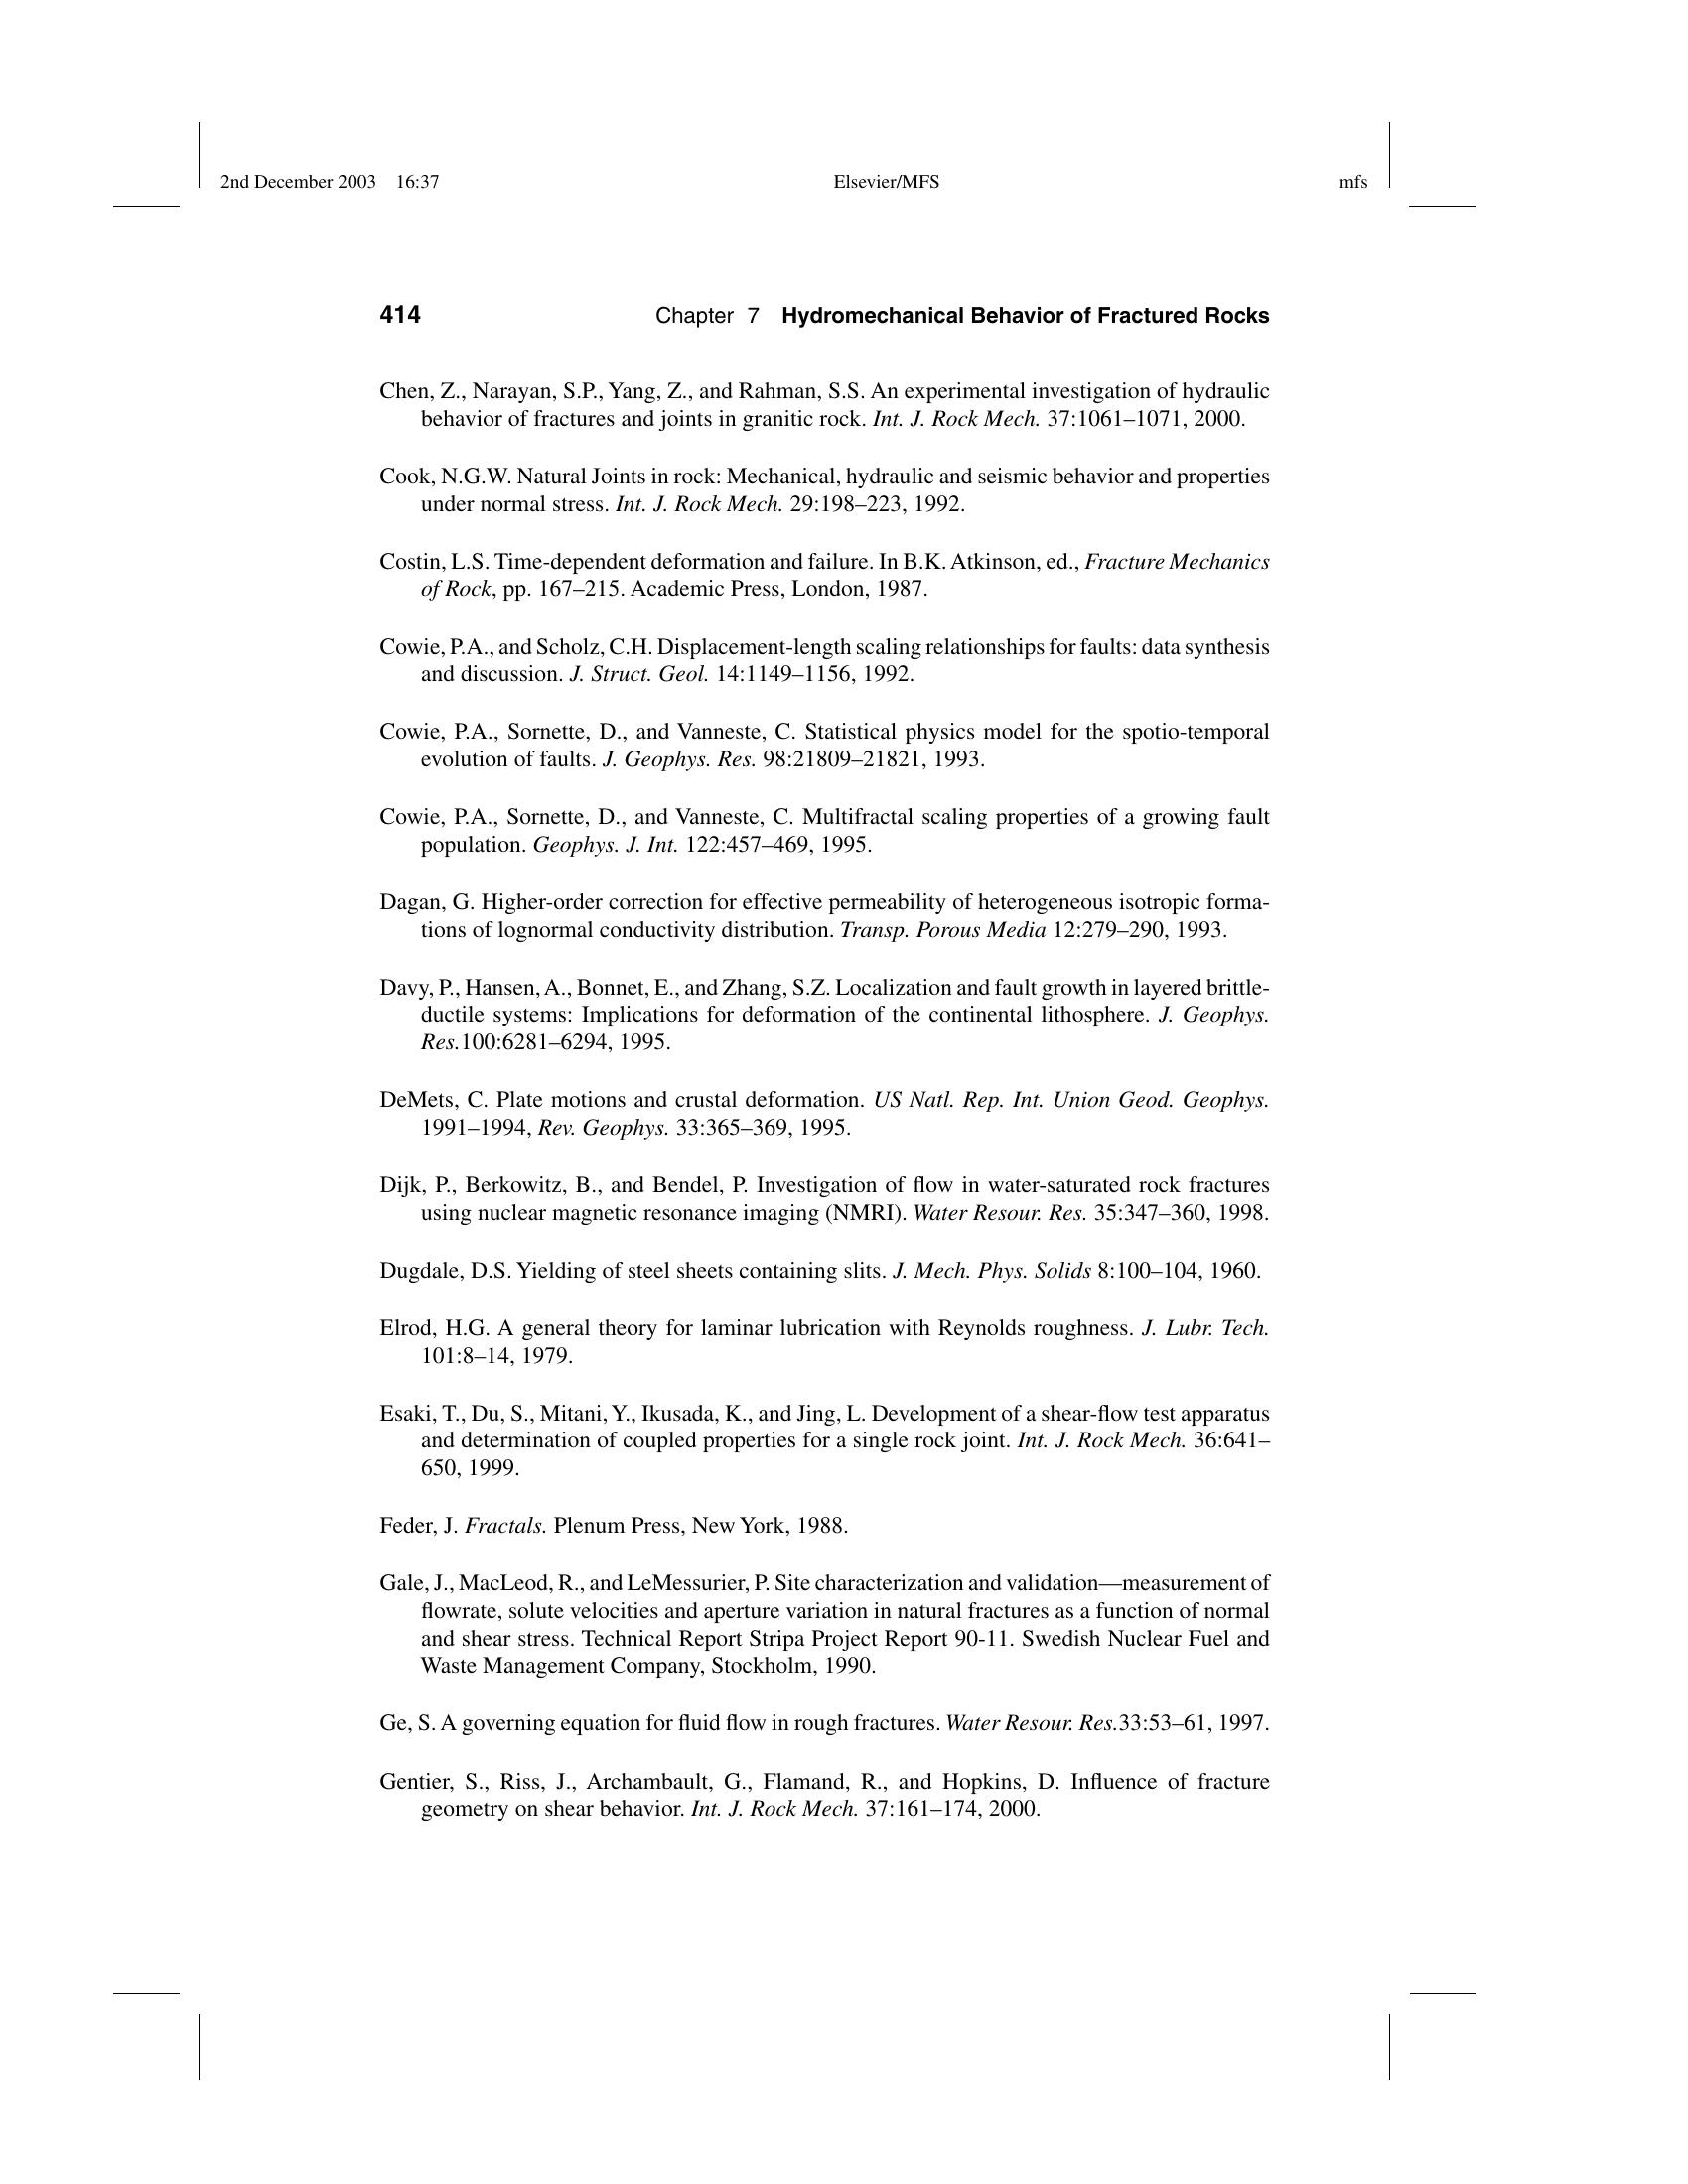 2nd December 2003 16:37 Elsevier/MFS mfs
414 Chapter 7 Hydromechanical Behavior of Fractured Rocks
Chen, Z., Narayan, S.P., Yang, Z., and Rahman, S.S. An experimental investigation of hydraulic
behavior of fractures and joints in granitic rock. Int. J. Rock Mech. 37:1061–1071, 2000.
Cook, N.G.W. Natural Joints in rock: Mechanical, hydraulic and seismic behavior and properties
under normal stress. Int. J. Rock Mech. 29:198–223, 1992.
Costin, L.S. Time-dependent deformation and failure. In B.K. Atkinson, ed., Fracture Mechanics
of Rock, pp. 167–215. Academic Press, London, 1987.
Cowie, P.A., and Scholz, C.H. Displacement-length scaling relationships for faults: data synthesis
and discussion. J. Struct. Geol. 14:1149–1156, 1992.
Cowie, P.A., Sornette, D., and Vanneste, C. Statistical physics model for the spotio-temporal
evolution of faults. J. Geophys. Res. 98:21809–21821, 1993.
Cowie, P.A., Sornette, D., and Vanneste, C. Multifractal scaling properties of a growing fault
population. Geophys. J. Int. 122:457–469, 1995.
Dagan, G. Higher-order correction for effective permeability of heterogeneous isotropic forma-
tions of lognormal conductivity distribution. Transp. Porous Media 12:279–290, 1993.
Davy, P., Hansen, A., Bonnet, E., and Zhang, S.Z. Localization and fault growth in layered brittle-
ductile systems: Implications for deformation of the continental lithosphere. J. Geophys.
Res.100:6281–6294, 1995.
DeMets, C. Plate motions and crustal deformation. US Natl. Rep. Int. Union Geod. Geophys.
1991–1994, Rev. Geophys. 33:365–369, 1995.
Dijk, P., Berkowitz, B., and Bendel, P. Investigation of flow in water-saturated rock fractures
using nuclear magnetic resonance imaging (NMRI). Water Resour. Res. 35:347–360, 1998.
Dugdale, D.S. Yielding of steel sheets containing slits. J. Mech. Phys. Solids 8:100–104, 1960.
Elrod, H.G. A general theory for laminar lubrication with Reynolds roughness. J. Lubr. Tech.
101:8–14, 1979.
Esaki, T., Du, S., Mitani, Y., Ikusada, K., and Jing, L. Development of a shear-flow test apparatus
and determination of coupled properties for a single rock joint. Int. J. Rock Mech. 36:641–
650, 1999.
Feder, J. Fractals. Plenum Press, New York, 1988.
Gale, J., MacLeod, R., and LeMessurier, P. Site characterization and validation—measurement of
flowrate, solute velocities and aperture variation in natural fractures as a function of normal
and shear stress. Technical Report Stripa Project Report 90-11. Swedish Nuclear Fuel and
Waste Management Company, Stockholm, 1990.
Ge, S. A governing equation for fluid flow in rough fractures. Water Resour. Res.33:53–61, 1997.
Gentier, S., Riss, J., Archambault, G., Flamand, R., and Hopkins, D. Influence of fracture
geometry on shear behavior. Int. J. Rock Mech. 37:161–174, 2000.